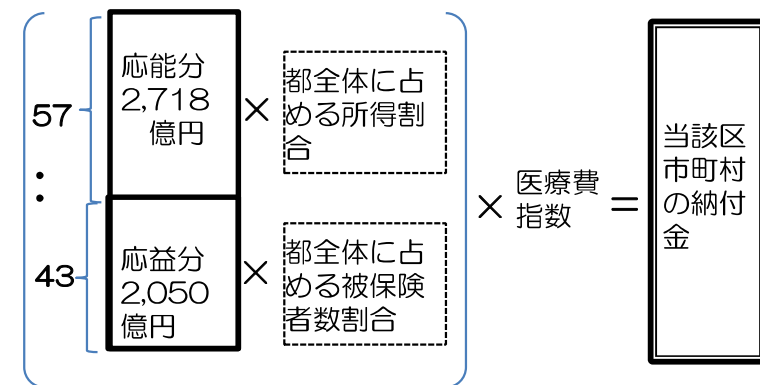 57
:
43
応能分
2,718
億円
×
都全体に占
める所得割
合
応益分
2,050
億円
×
都全体に占
める被保険
者数割合
×
医療費
指数
=
当該区
市町村
の納付
金